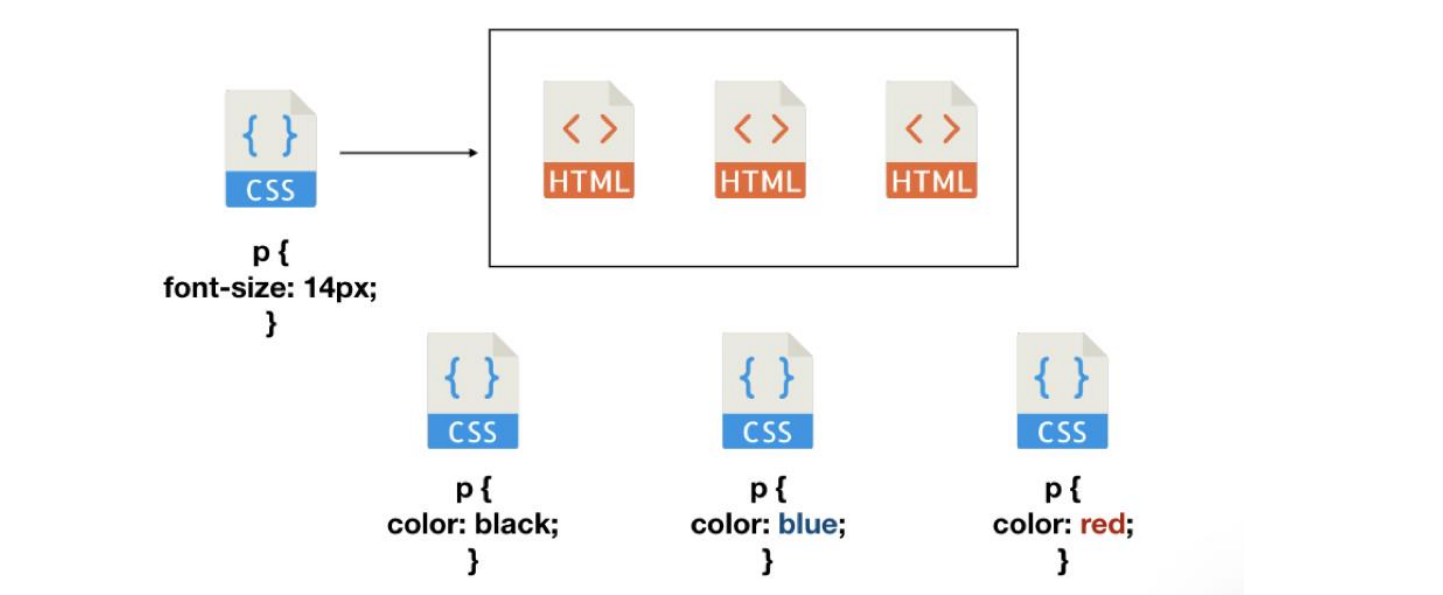 { }
CSS
p {
font-size: 14px;
}
< >
HTML
< >
HTML
< >
HTML
{ }
CSS
p {
color: black;
}
{ }
CSS
p {
color: blue;
}
{ }
CSS
p {
color: red;
}